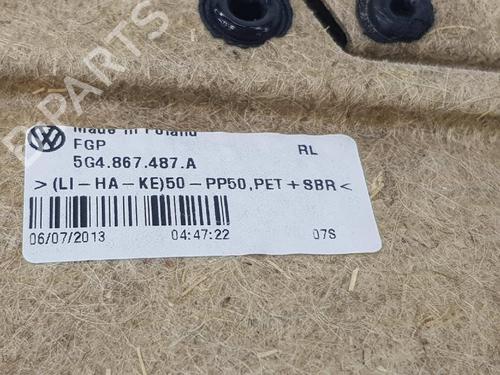 B-PARTS
Made in Poland
FGP RL
5G4.867.487.A
>(LI-HA-KE)50-PP50,PET+SBR<
06/07/2013 04:47:22 07S